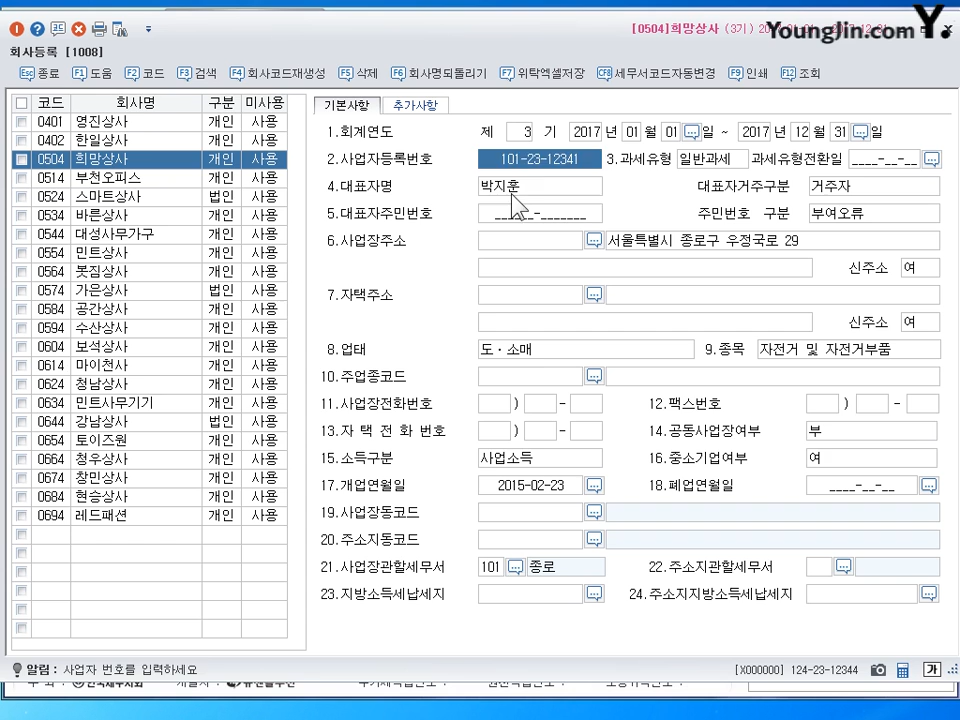 [0504]희망상사 (3기)
YoungJin.com Y.
회사등록 [1008]
Esc 종료 F1 도움 F2 코드 F3 검색 F4 회사코드재생성 F5 삭제 F6 회사명되돌리기 F7 위탁엑셀저장 CF8 세무서코드자동변경 F9 인쇄 F12 조회
코드 회사명 구분 미사용
0401 영진상사 개인 사용
0402 한일상사 개인 사용
0504 희망상사 개인 사용
0514 부천오피스 개인 사용
0524 스마트상사 법인 사용
0534 바른상사 개인 사용
0544 대성사무가구 개인 사용
0554 민트상사 개인 사용
0564 봇짐상사 개인 사용
0574 가은상사 법인 사용
0584 공간상사 개인 사용
0594 수산상사 개인 사용
0604 보석상사 개인 사용
0614 마이천사 개인 사용
0624 청남상사 개인 사용
0634 민트사무기기 개인 사용
0644 강남상사 법인 사용
0654 토이즈원 개인 사용
0664 청우상사 개인 사용
0674 창민상사 개인 사용
0684 현승상사 개인 사용
0694 레드패션 개인 사용
기본사항 추가사항
1.회계연도 제 3 기 2017 년 01 월 01 일 ~ 2017 년 12 월 31 일
2.사업자등록번호 101-23-12341 3.과세유형 일반과세 과세유형전환일 ____-__-__
4.대표자명 박지훈 대표자거주구분 거주자
5.대표자주민번호 ______-_______ 주민번호 구분 부여오류
6.사업장주소 서울특별시 종로구 우정국로 29
신주소 여
7.자택주소
신주소 여
8.업태 도·소매 9.종목 자전거 및 자전거부품
10.주업종코드
11.사업장전화번호 ) - 12.팩스번호 ) -
13.자 택 전 화 번호 ) - 14.공동사업장여부 부
15.소득구분 사업소득 16.중소기업여부 여
17.개업연월일 2015-02-23 18.폐업연월일 ____-__-__
19.사업장동코드
20.주소지동코드
21.사업장관할세무서 101 종로 22.주소지관할세무서
23.지방소득세납세지 24.주소지지방소득세납세지
알림 : 사업자 번호를 입력하세요 [X000000] 124-23-12344 가